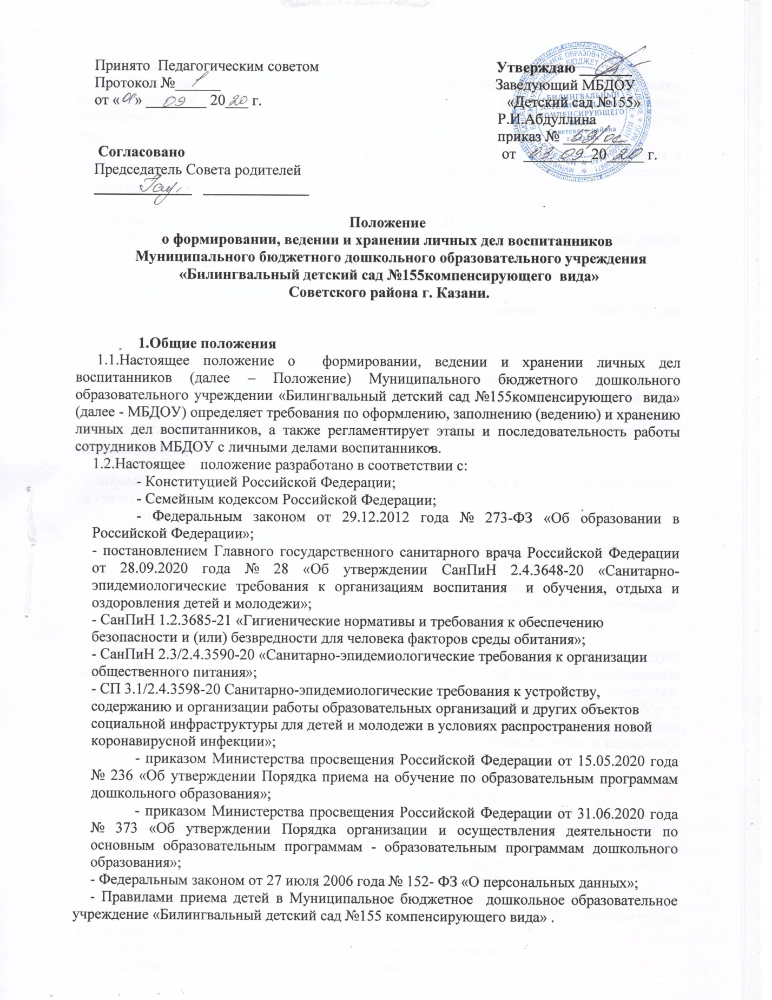 Принято Педагогическим советом
Протокол № 1
от « » 09 2020 г.
Согласовано
Председатель Совета родителей
Утверждаю
Заведующий МБДОУ
«Детский сад №155»
Р.И.Абдуллина
приказ №
от 03.09 2020 г.
Положение
о формировании, ведении и хранении личных дел воспитанников
Муниципального бюджетного дошкольного образовательного учреждения
«Билингвальный детский сад №155компенсирующего вида»
Советского района г. Казани.
1.Общие положения
1.1.Настоящее положение о формировании, ведении и хранении личных дел
воспитанников (далее – Положение) Муниципального бюджетного дошкольного
образовательного учреждении «Билингвальный детский сад №155компенсирующего вида»
(далее - МБДОУ) определяет требования по оформлению, заполнению (ведению) и хранению
личных дел воспитанников, а также регламентирует этапы и последовательность работы
сотрудников МБДОУ с личными делами воспитанников.
1.2.Настоящее положение разработано в соответствии с:
- Конституцией Российской Федерации;
- Семейным кодексом Российской Федерации;
- Федеральным законом от 29.12.2012 года № 273-ФЗ «Об образовании в
Российской Федерации»;
- постановлением Главного государственного санитарного врача Российской Федерации
от 28.09.2020 года № 28 «Об утверждении СанПиН 2.4.3648-20 «Санитарно-
эпидемиологические требования к организациям воспитания и обучения, отдыха и
оздоровления детей и молодежи»;
- СанПиН 1.2.3685-21 «Гигиенические нормативы и требования к обеспечению
безопасности и (или) безвредности для человека факторов среды обитания»;
- СанПиН 2.3/2.4.3590-20 «Санитарно-эпидемиологические требования к организации
общественного питания»;
- СП 3.1/2.4.3598-20 Санитарно-эпидемиологические требования к устройству,
содержанию и организации работы образовательных организаций и других объектов
социальной инфраструктуры для детей и молодежи в условиях распространения новой
коронавирусной инфекции»;
- приказом Министерства просвещения Российской Федерации от 15.05.2020 года
№ 236 «Об утверждении Порядка приема на обучение по образовательным программам
дошкольного образования»;
- приказом Министерства просвещения Российской Федерации от 31.06.2020 года
№ 373 «Об утверждении Порядка организации и осуществления деятельности по
основным образовательным программам - образовательным программам дошкольного
образования»;
- Федеральным законом от 27 июля 2006 года № 152- ФЗ «О персональных данных»;
- Правилами приема детей в Муниципальное бюджетное дошкольное образовательное
учреждение «Билингвальный детский сад №155 компенсирующего вида» .